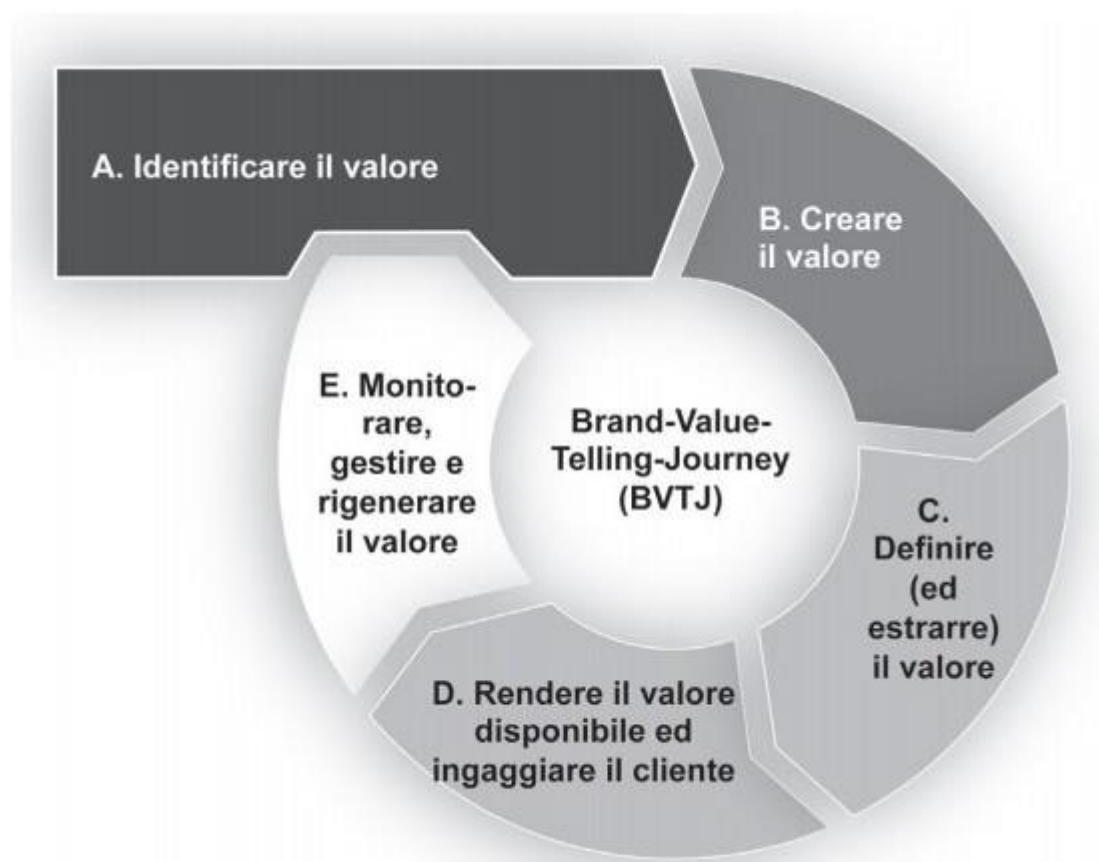 A. Identificare il valore
B. Creare
il valore
C.
Definire
(ed
estrarre)
il valore
D. Rendere il valore
disponibile ed
ingaggiare il cliente
E. Monito-
rare,
gestire e
rigenerare
il valore
Brand-Value-
Telling-Journey
(BVTJ)